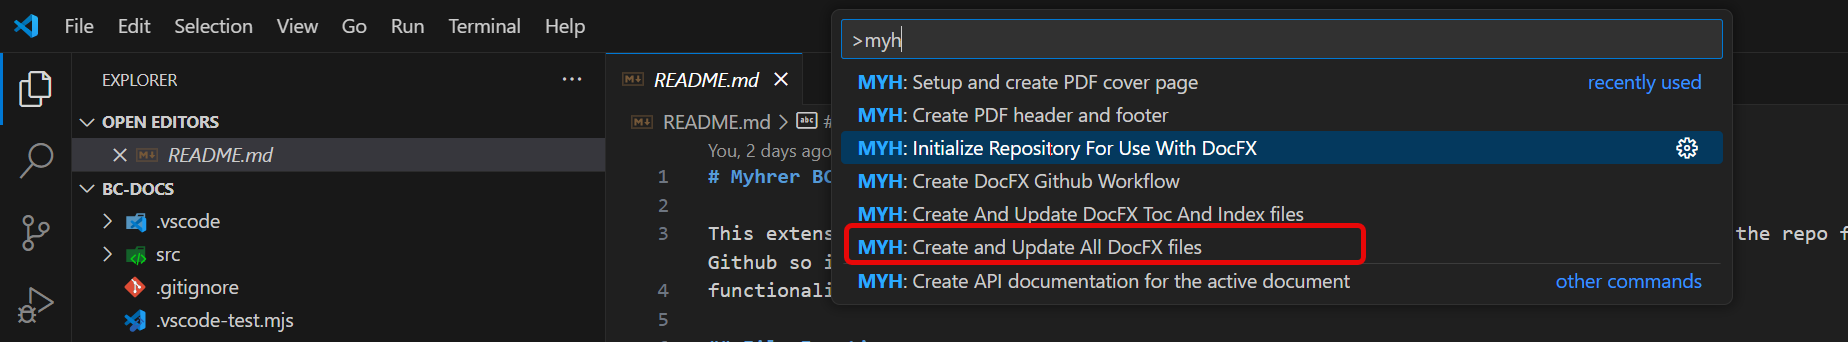 File Edit Selection View Go Run Terminal Help
>myh
EXPLORER
OPEN EDITORS
README.md
BC-DOCS
.vscode
src
.gitignore
.vscode-test.mjs
README.md
README.md > abc #
You, 2 days ago
1 # Myhrer BC
2
3 This extens the repo f
Github so i
4 functionali
5
MYH: Setup and create PDF cover page recently used
MYH: Create PDF header and footer
MYH: Initialize Repository For Use With DocFX
MYH: Create DocFX Github Workflow
MYH: Create And Update DocFX Toc And Index files
MYH: Create and Update All DocFX files
MYH: Create API documentation for the active document other commands